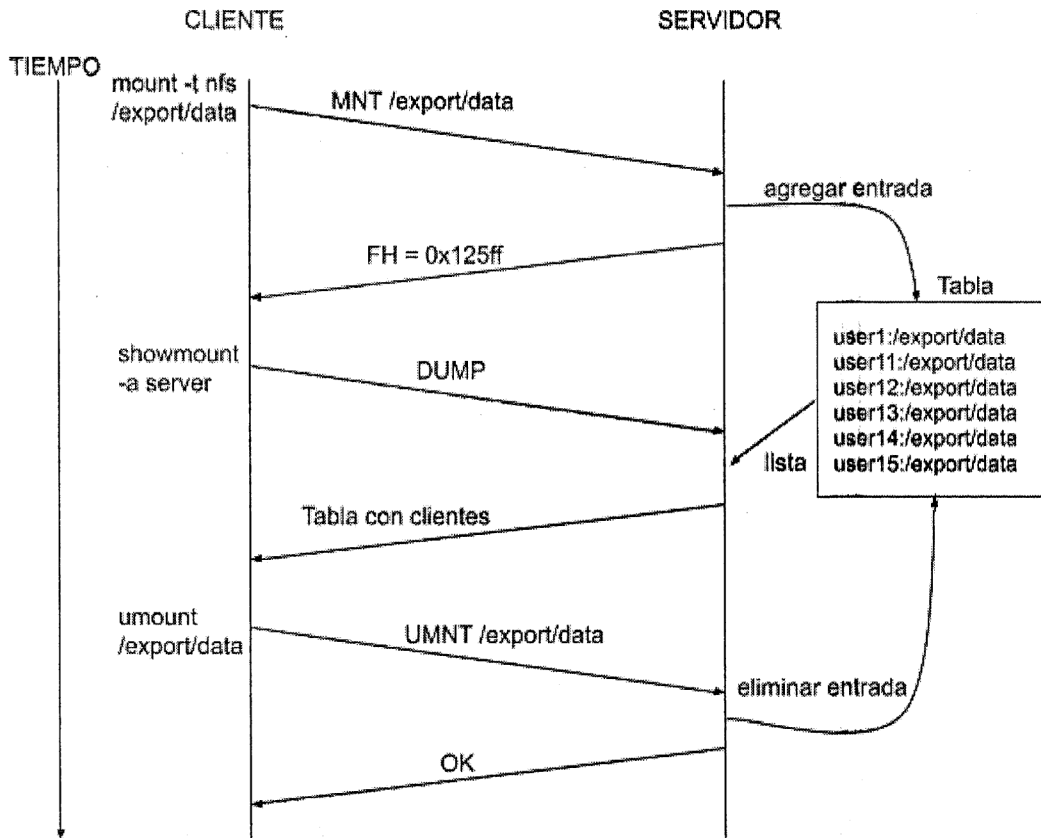 CLIENTE
SERVIDOR
TIEMPO
mount -t nfs
/export/data
MNT /export/data
agregar entrada
FH = 0x125ff
Tabla
user1:/export/data
user11:/export/data
user12:/export/data
user13:/export/data
user14:/export/data
user15:/export/data
showmount
-a server
DUMP
lista
Tabla con clientes
umount
/export/data
UMNT /export/data
eliminar entrada
OK